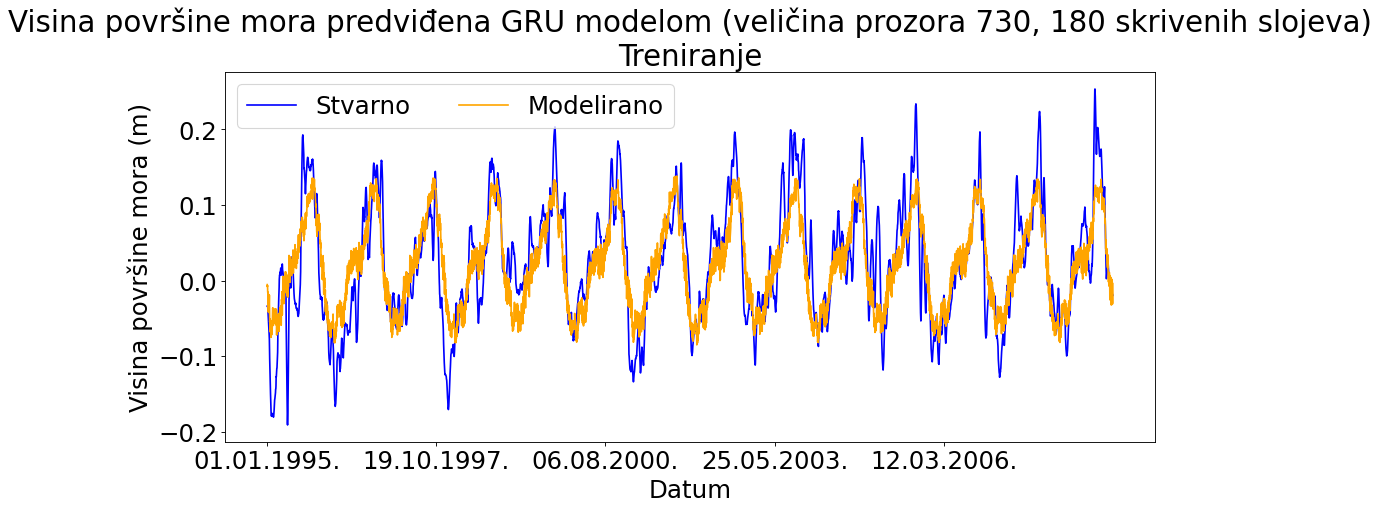 Visina površine mora predviđena GRU modelom (veličina prozora 730, 180 skrivenih slojeva)
Treniranje
Stvarno
Modelirano
Visina površine mora (m)
0.2
0.1
0.0
−0.1
−0.2
01.01.1995.
19.10.1997.
06.08.2000.
25.05.2003.
12.03.2006.
Datum